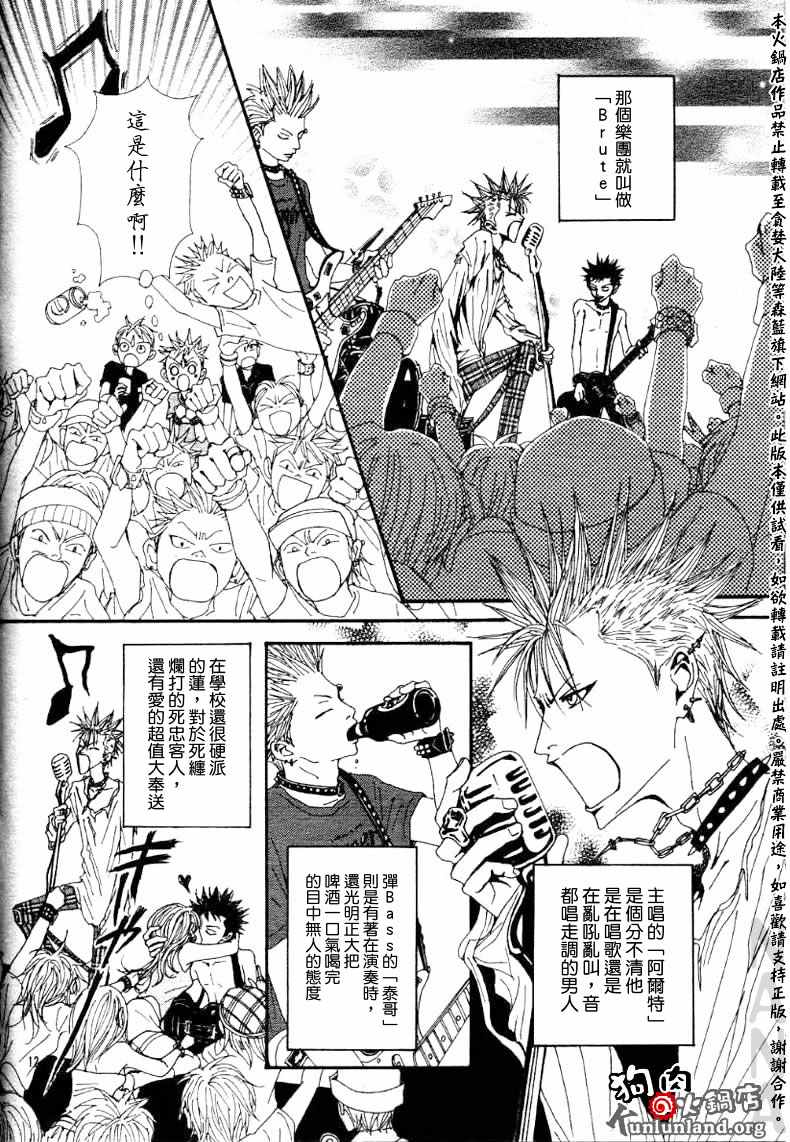 那個樂團就叫做
「Brute」
這是什麼啊!!
主唱的「阿爾特」
是個分不清他
是在唱歌還是
在亂吼亂叫，音
都唱走調的男人
彈Bass的「泰哥」
則是有著在演奏時，
還光明正大把
啤酒一口氣喝完
的目中無人的態度
在學校還很硬派
的蓮，對於死纏
爛打的死忠客人，
還有愛的超值大奉送
12
本火鍋店作品禁止轉載至貪婪大陸等森藍旗下網站。此版本僅供試看，如欲轉載請註明出處。嚴禁商業用途，如喜歡請支持正版，謝謝合作。
狗肉
火鍋店
Kunlunland.org